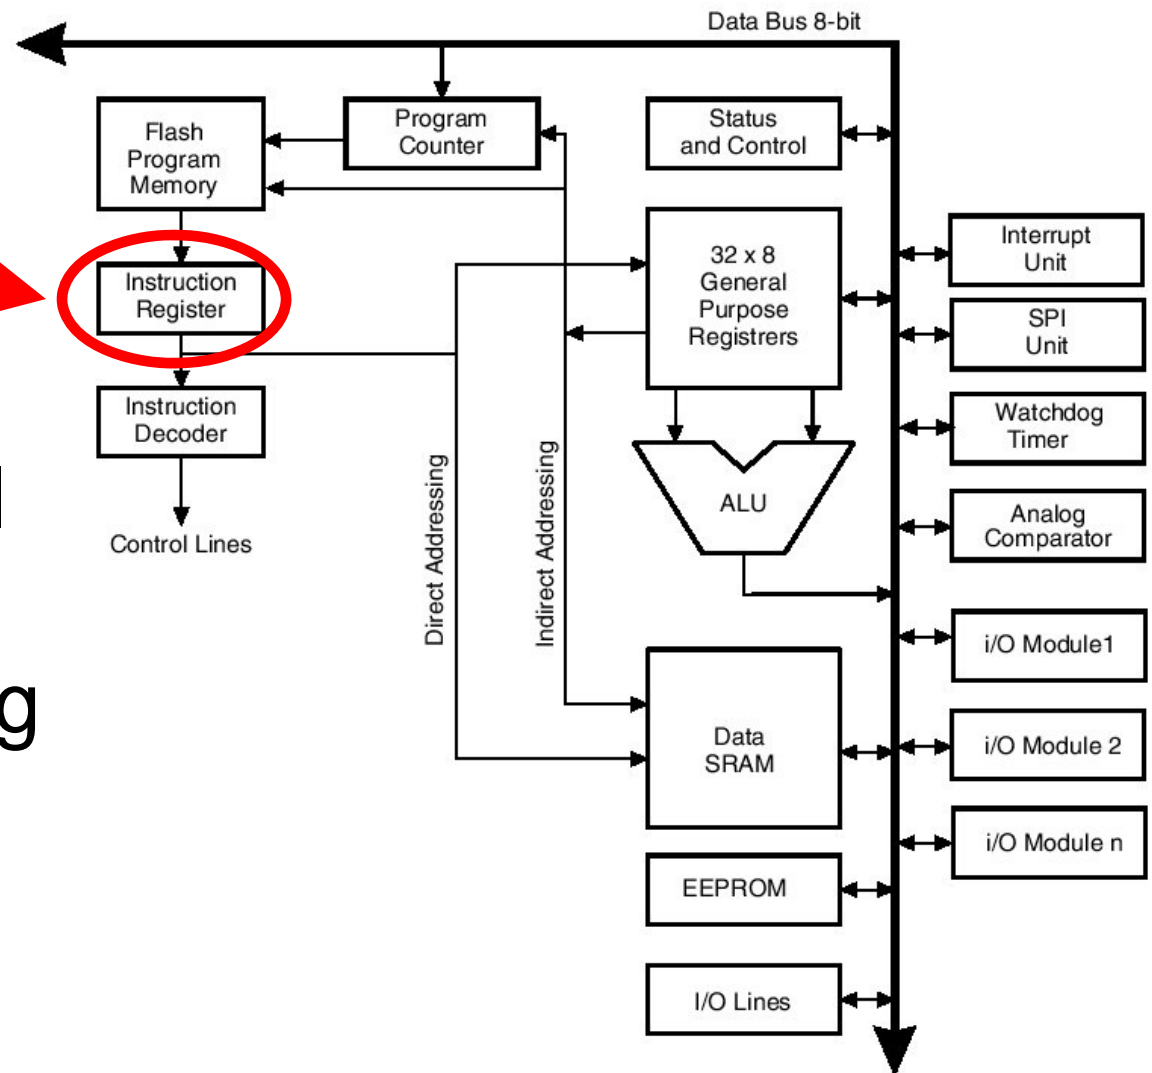 Data Bus 8-bit
Flash
Program
Memory
Program
Counter
Status
and Control
Instruction
Register
32 x 8
General
Purpose
Registrers
Interrupt
Unit
SPI
Unit
Instruction
Decoder
Watchdog
Timer
Control Lines
Direct Addressing
Indirect Addressing
ALU
Analog
Comparator
i/O Module1
g
Data
SRAM
i/O Module 2
i/O Module n
EEPROM
I/O Lines